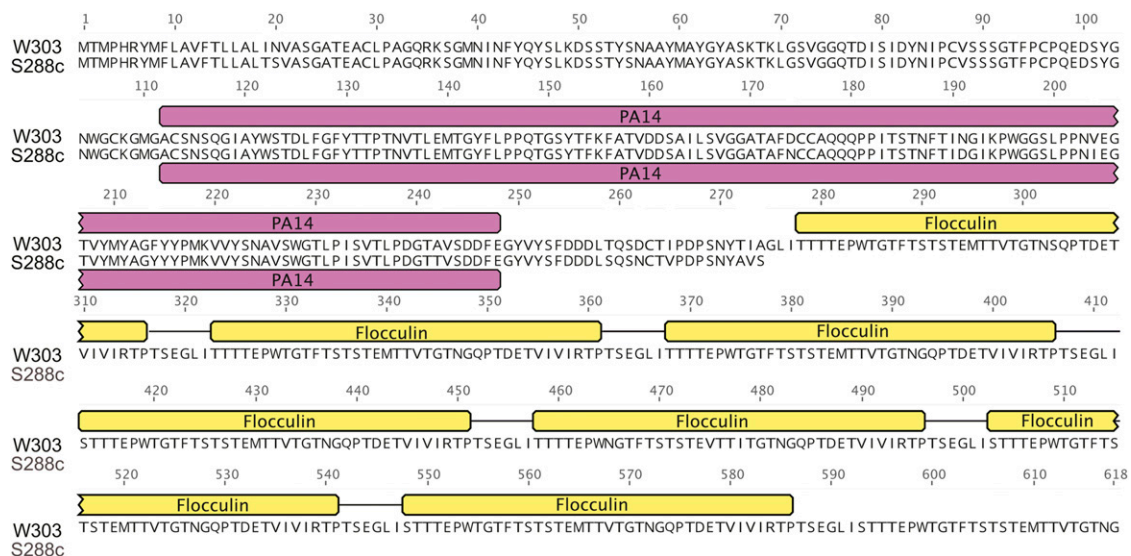 1 10 20 30 40 50 60 70 80 90 100
W303 MTMPHRYMFLAVFTLLALINVASGATEACLPAGQRKSGMNINFYQYSLKDSSTYSNAAYMAYGYASKTKLGSVGGQTDISIDYNIPCVSSSGTFPCPQEDSYG
S288c MTMPHRYMFLAVFTLLALTSVASGATEACLPAGQRKSGMNINFYQYSLKDSSTYSNAAYMAYGYASKTKLGSVGGQTDISIDYNIPCVSSSGTFPCPQEDSYG
110 120 130 140 150 160 170 180 190 200
PA14
W303 NWGCKGMGACSNSQGIAYWSTDLFGFYTTPTNVTLEMTGYFLPPQTGSYTFKFATVDDSAILSVGGATAFDCCAQQQPPITSTNFTINGIKPWGGSLPPNVEG
S288c NWGCKGMGACSNSQGIAYWSTDLFGFYTTPTNVTLEMTGYFLPPQTGSYTFKFATVDDSAILSVGGATAFNCCAQQQPPITSTNFTIDGIKPWGGSLPPNIEG
PA14
210 220 230 240 250 260 270 280 290 300
PA14 Flocculin
W303 TVYMYAGFYYPMKVVYSNAVSWGTLPISVTLPDGTAVSDDFEGYVYSFDDDLTQSDCTIPDPSNYTIAGLITTTTEPWTGTFTSTSTEMTTVTGTNSQPTDET
S288c TVYMYAGYYYPMKVVYSNAVSWGTLPISVTLPDGTTVSDDFEGYVYSFDDDLSQSNCTVPDPSNYAVS
PA14
310 320 330 340 350 360 370 380 390 400 410
Flocculin Flocculin
W303 VIVIRTPTSEGLITTTTEPWTGTFTSTSTEMTTVTGTNGQPTDETVIVIRTPTSEGLITTTTEPWTGTFTSTSTEMTTVTGTNGQPTDETVIVIRTPTSEGLI
S288c
420 430 440 450 460 470 480 490 500 510
Flocculin Flocculin Flocculin
W303 STTTEPWTGTFTSTSTEMTTVTGTNGQPTDETVIVIRTPTSEGLITTTTEPWNGTFTSTSTEVTTITGTNGQPTDETVIVIRTPTSEGLISTTTEPWTGTFTS
S288c
520 530 540 550 560 570 580 590 600 610 618
Flocculin Flocculin
W303 TSTEMTTVTGTNGQPTDETVIVIRTPTSEGLISTTTEPWTGTFTSTSTEMTTVTGTNGQPTDETVIVIRTPTSEGLISTTTEPWTGTFTSTSTEMTTVTGTNG
S288c